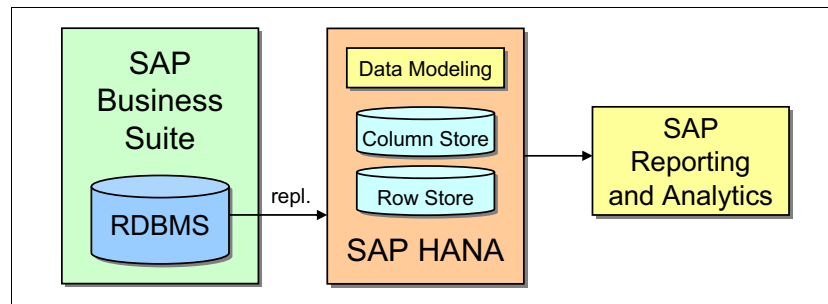 SAP
Business
Suite
RDBMS
repl.
Data Modeling
Column Store
Row Store
SAP HANA
SAP
Reporting
and Analytics